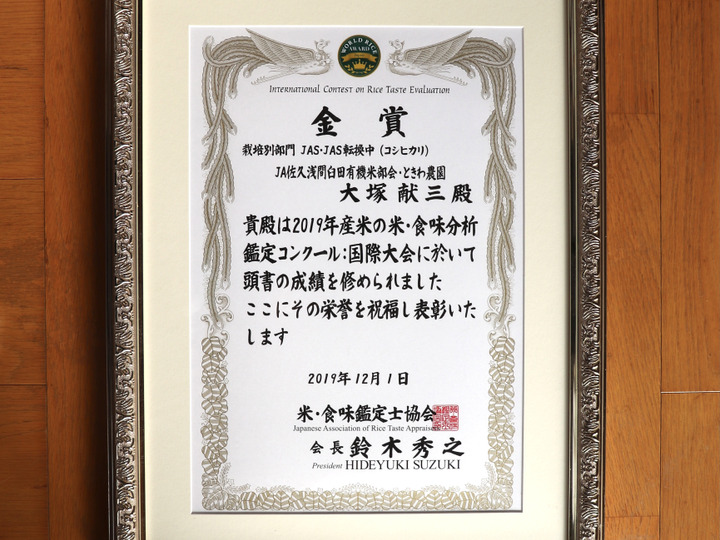 WORLD RICE
AWARD
International Contest on Rice Taste Evaluation
金賞
栽培別部門 JAS・JAS転換中（コシヒカリ）
JA佐久浅間臼田有機米部会・ときわ農園
大塚献三殿
貴殿は2019年産米の米・食味分析
鑑定コンクール：国際大会に於いて
頭書の成績を修められました
ここにその栄誉を祝福し表彰いた
します
2019年12月1日
米・食味鑑定士協会
Japanese Association of Rice Taste Appraisers
会長 鈴木秀之
President HIDEYUKI SUZUKI